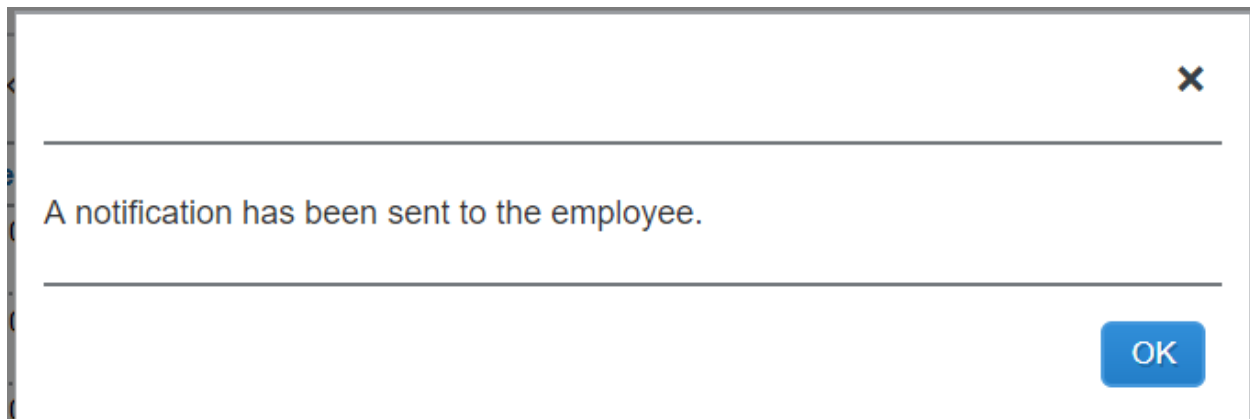 A notification has been sent to the employee.
OK